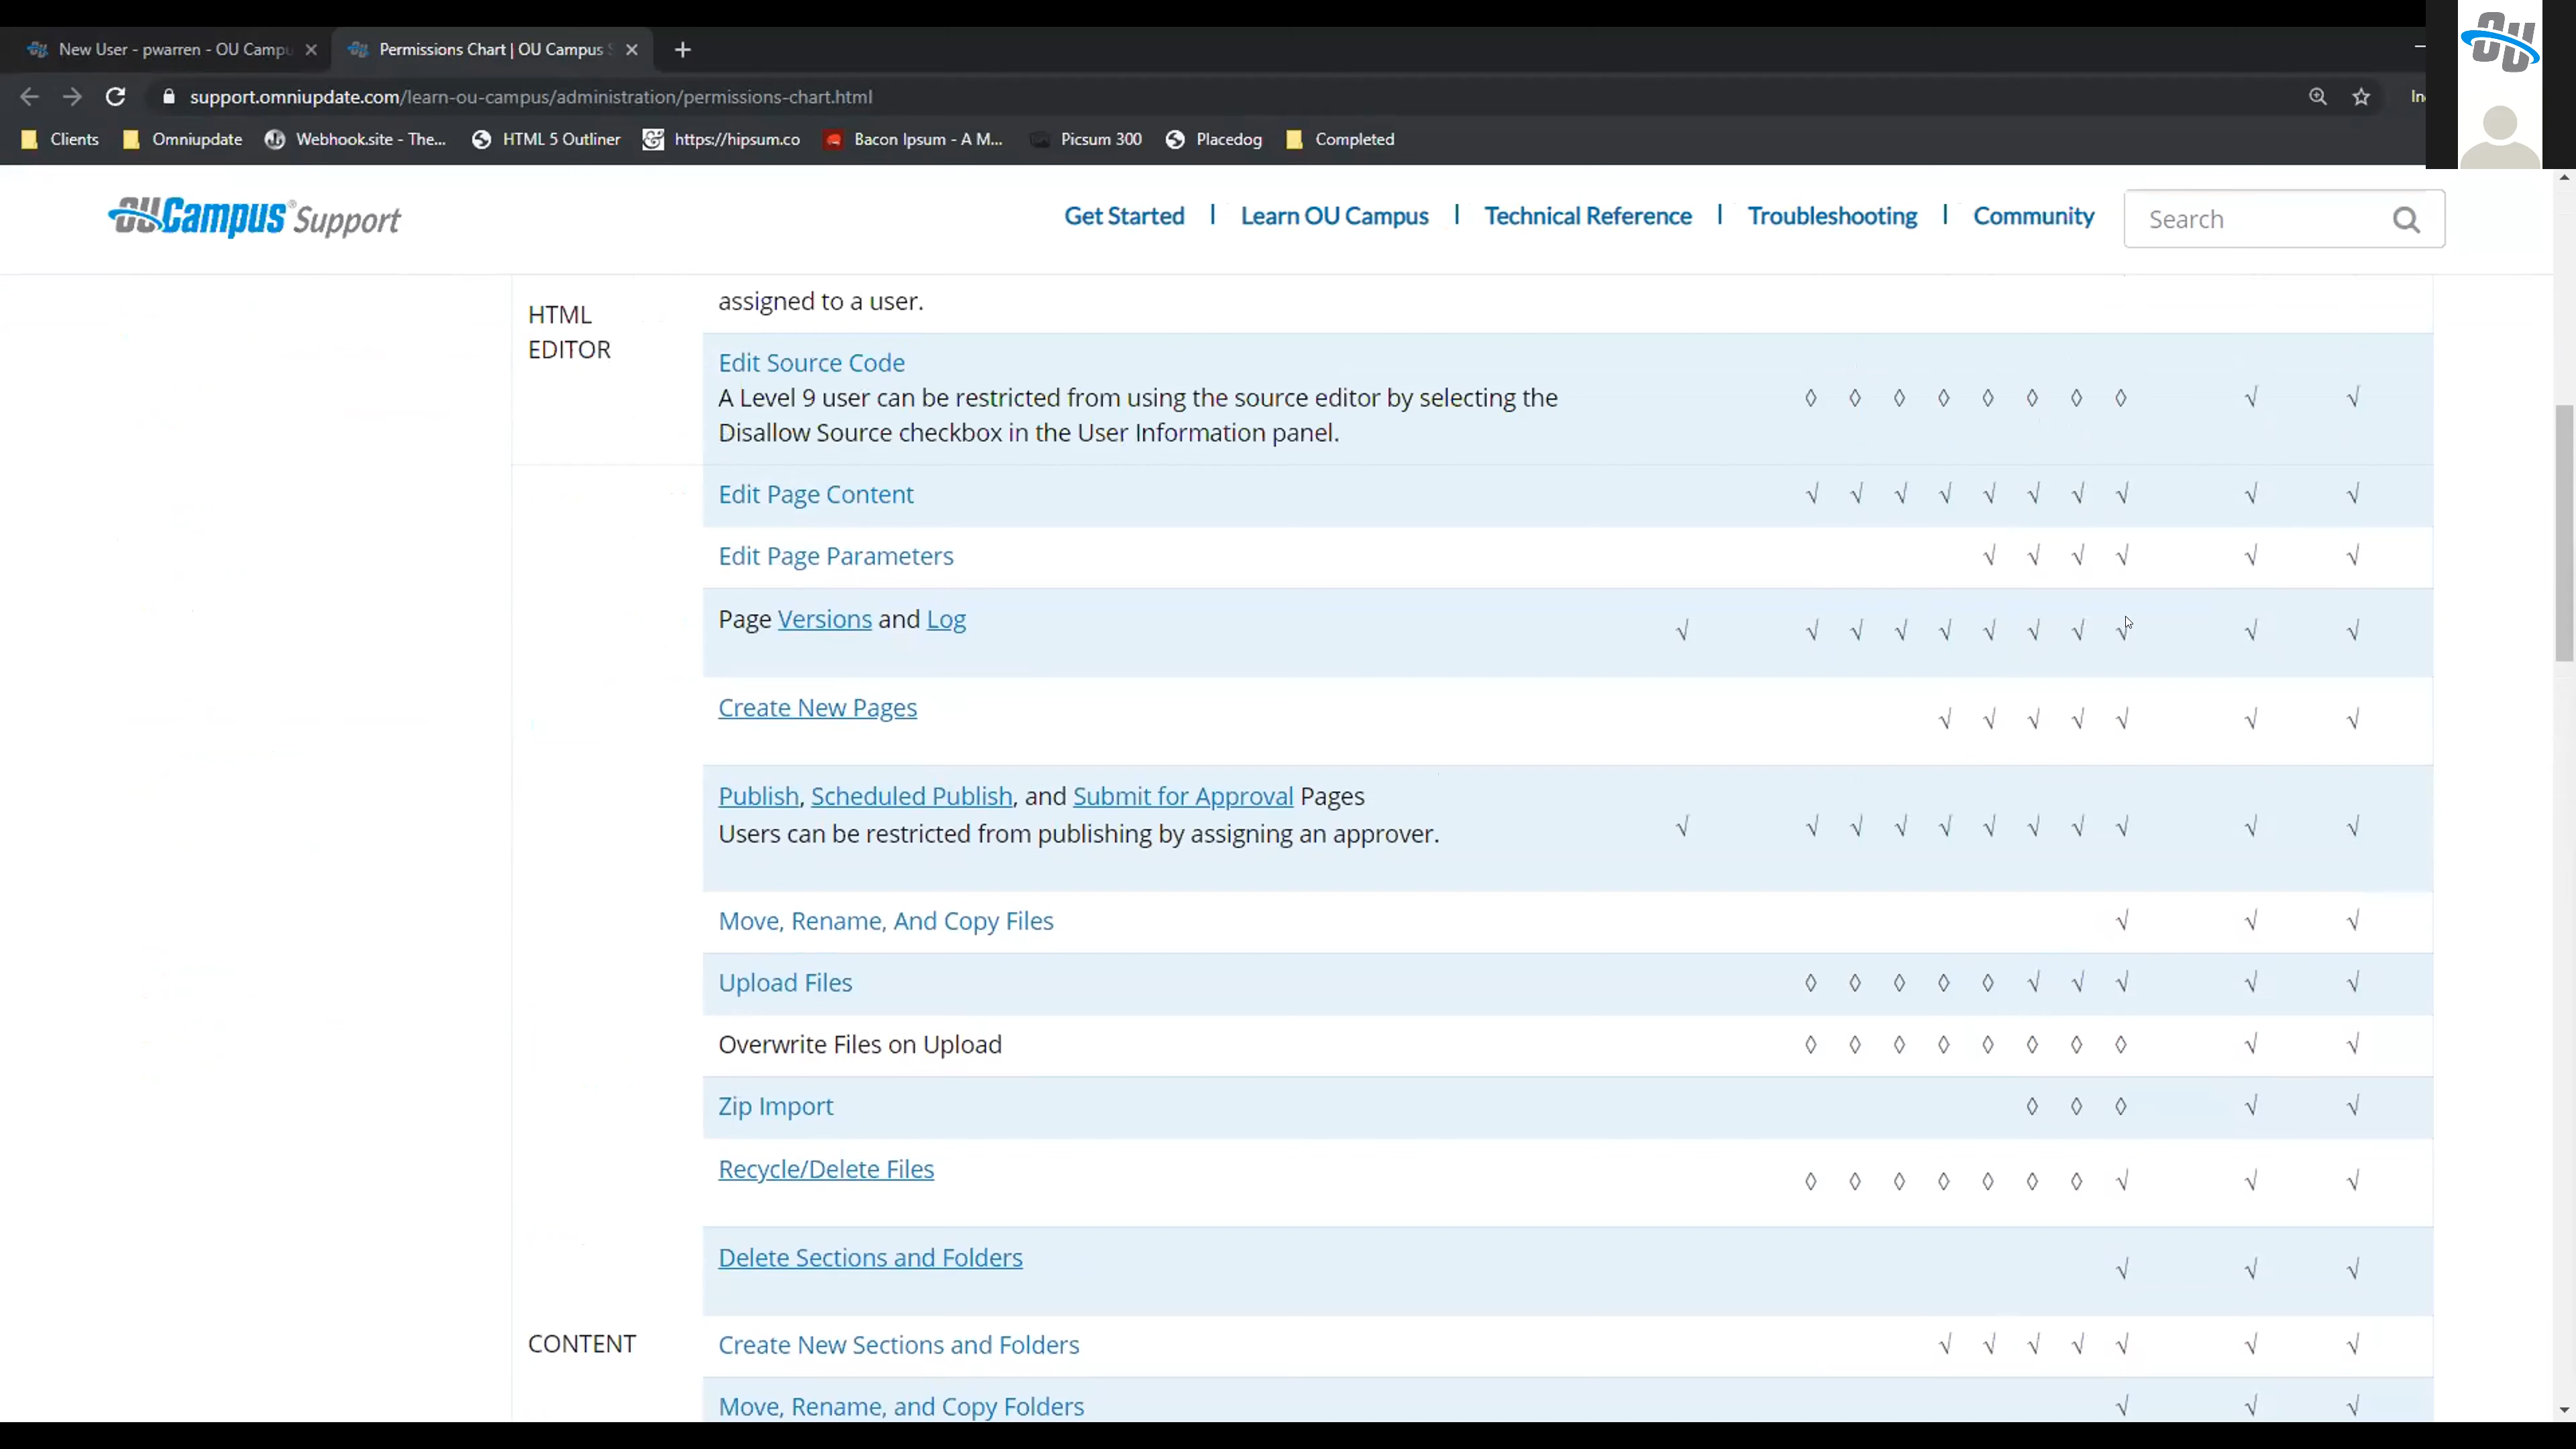 New User - pwarren - OU Campu
Permissions Chart | OU Campus S
support.omniupdate.com/learn-ou-campus/administration/permissions-chart.html
In
Clients
Omniupdate
Webhook.site - The...
HTML 5 Outliner
https://hipsum.co
Bacon Ipsum - A M...
Picsum 300
Placedog
Completed
OU
OUCampus® Support
Get Started | Learn OU Campus | Technical Reference | Troubleshooting | Community
Search
HTML
EDITOR
assigned to a user.
Edit Source Code
A Level 9 user can be restricted from using the source editor by selecting the
Disallow Source checkbox in the User Information panel.
◊ ◊ ◊ ◊ ◊ ◊ ◊ ◊ √ √
Edit Page Content √ √ √ √ √ √ √ √ √ √
Edit Page Parameters √ √ √ √ √ √
Page Versions and Log √ √ √ √ √ √ √ √ √ √ √
Create New Pages √ √ √ √ √ √ √
Publish, Scheduled Publish, and Submit for Approval Pages
Users can be restricted from publishing by assigning an approver.
√ √ √ √ √ √ √ √ √ √ √
Move, Rename, And Copy Files √ √ √
Upload Files ◊ ◊ ◊ ◊ ◊ √ √ √ √ √
Overwrite Files on Upload ◊ ◊ ◊ ◊ ◊ ◊ ◊ ◊ √ √
Zip Import ◊ ◊ ◊ √ √
Recycle/Delete Files ◊ ◊ ◊ ◊ ◊ ◊ ◊ √ √ √
Delete Sections and Folders √ √ √
CONTENT
Create New Sections and Folders √ √ √ √ √ √ √
Move, Rename, and Copy Folders √ √ √